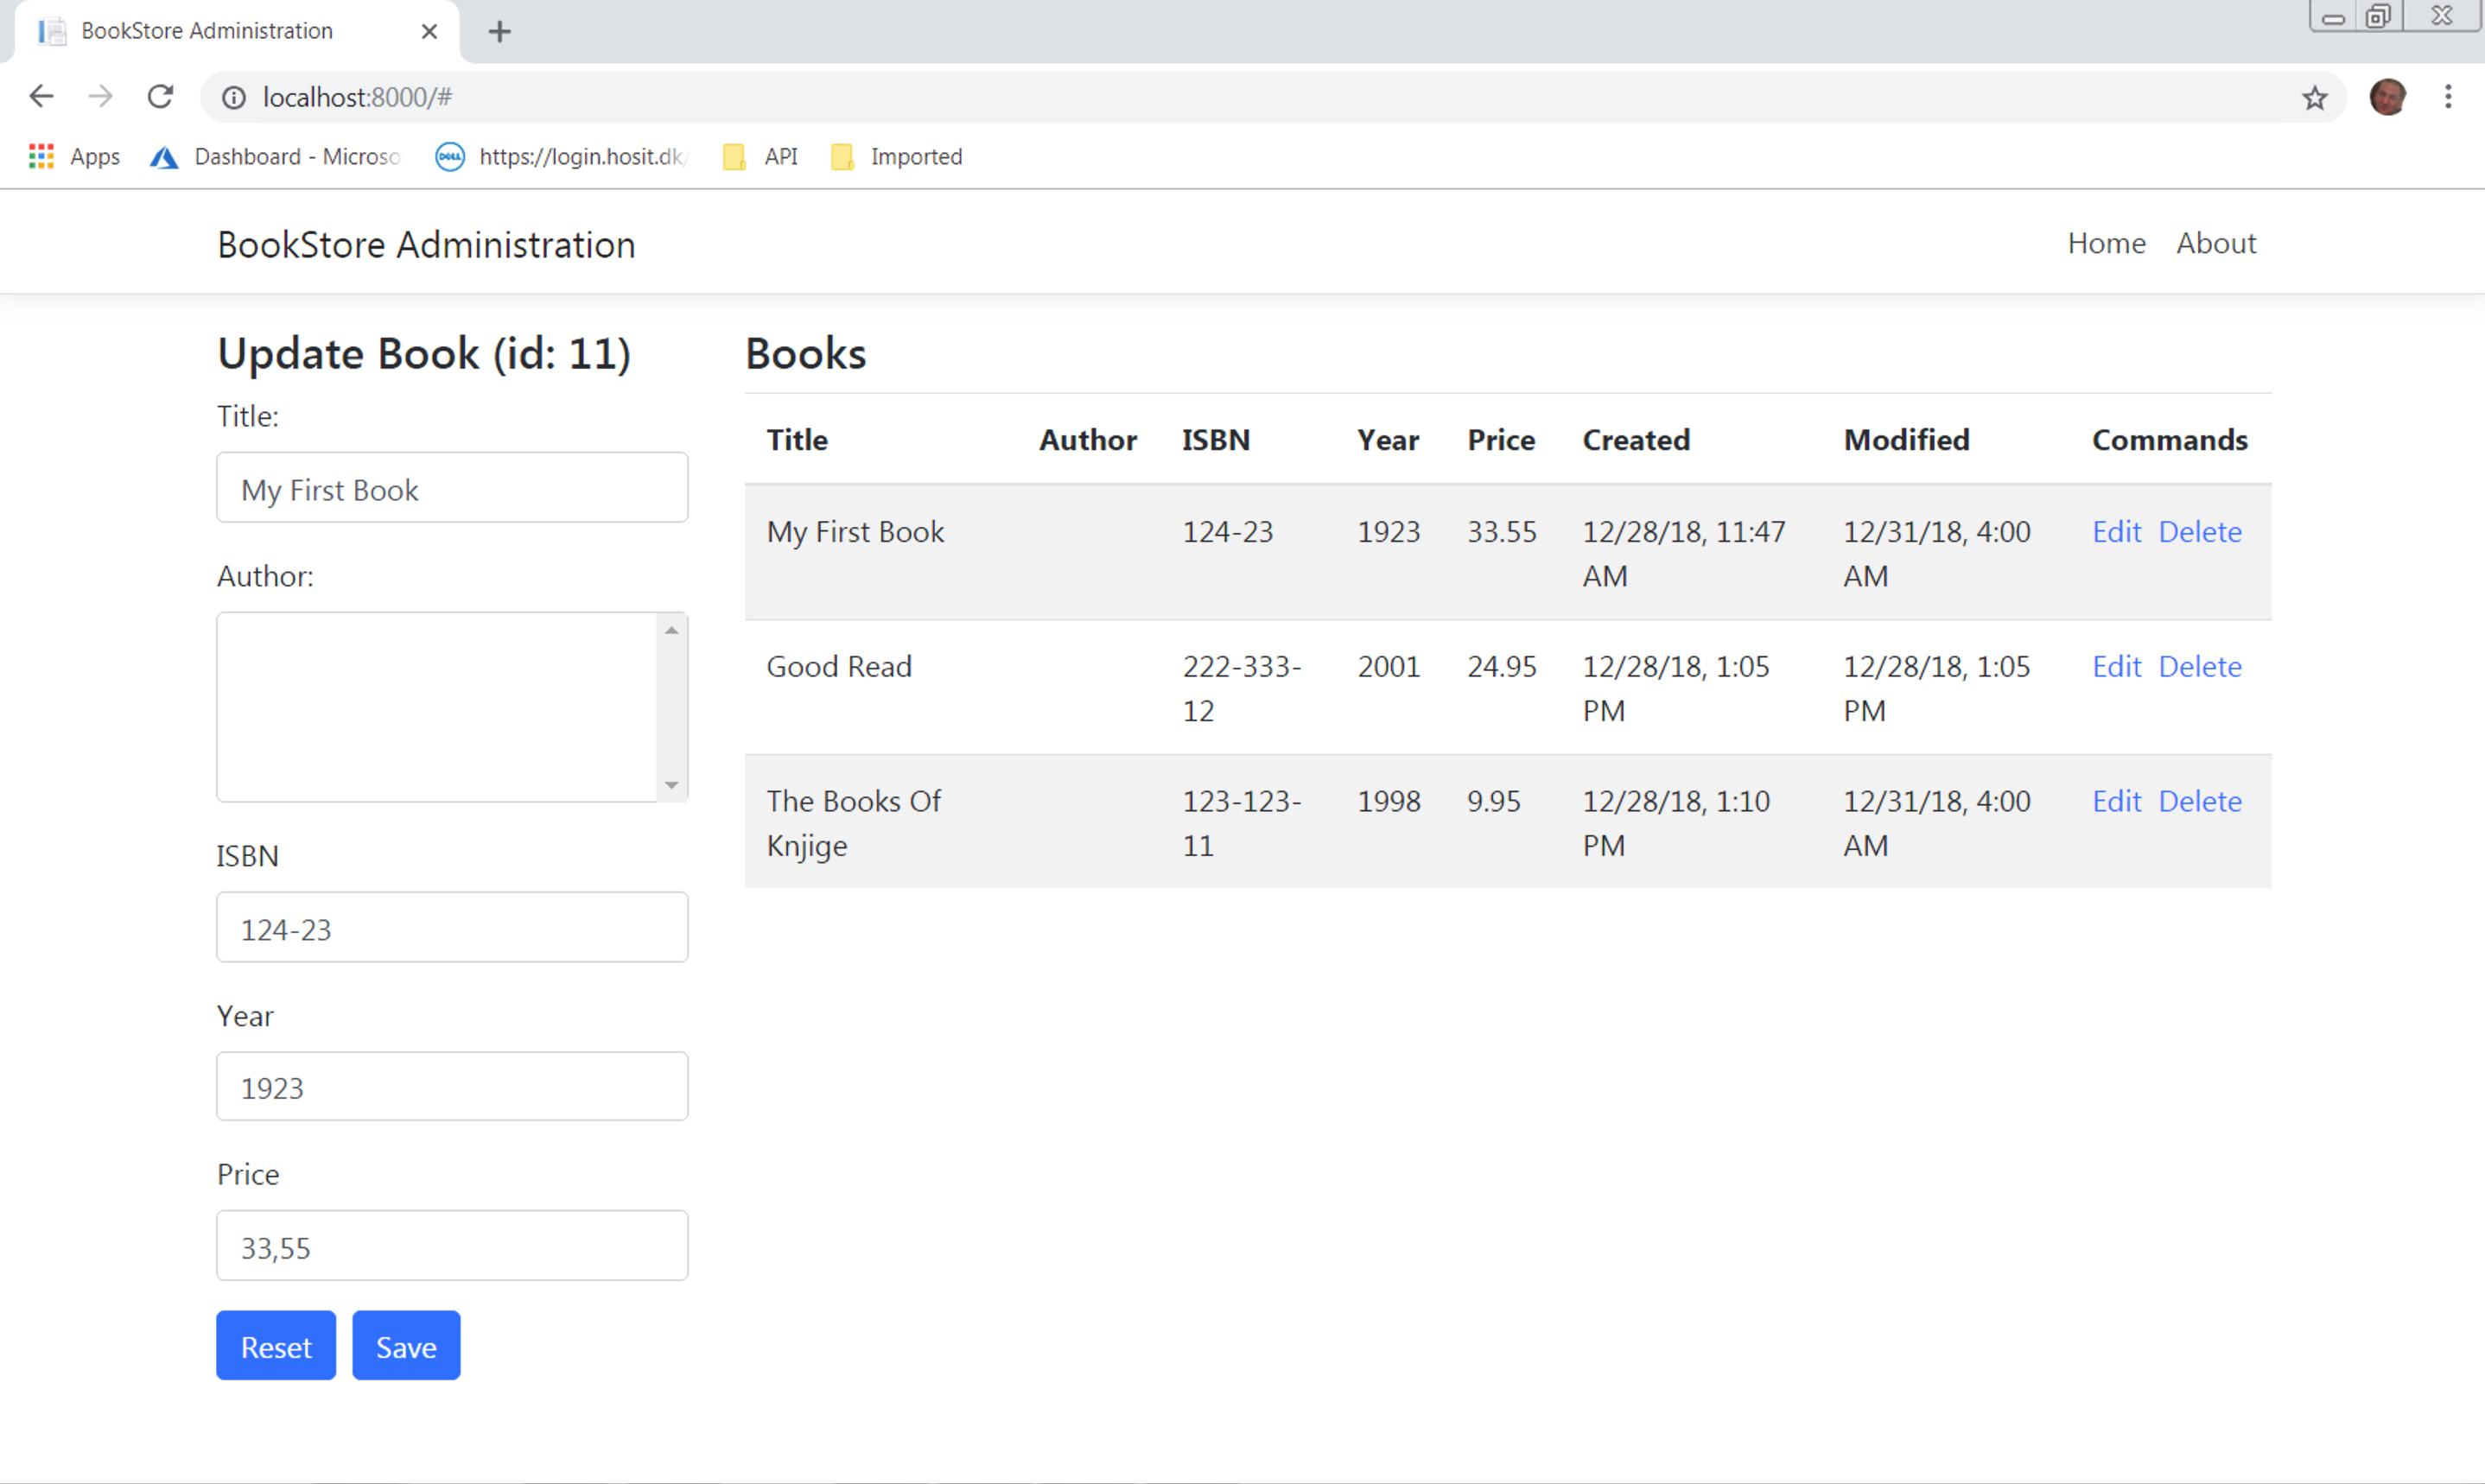 BookStore Administration
localhost:8000/#
Apps Dashboard - Microso https://login.hosit.dk/ API Imported
BookStore Administration Home About
Update Book (id: 11)
Title:
My First Book
Author:
ISBN
124-23
Year
1923
Price
33,55
Reset Save
Books
Title Author ISBN Year Price Created Modified Commands
My First Book 124-23 1923 33.55 12/28/18, 11:47 12/31/18, 4:00 Edit Delete
AM AM
Good Read 222-333- 2001 24.95 12/28/18, 1:05 12/28/18, 1:05 Edit Delete
12 PM PM
The Books Of 123-123- 1998 9.95 12/28/18, 1:10 12/31/18, 4:00 Edit Delete
Knjige 11 PM AM